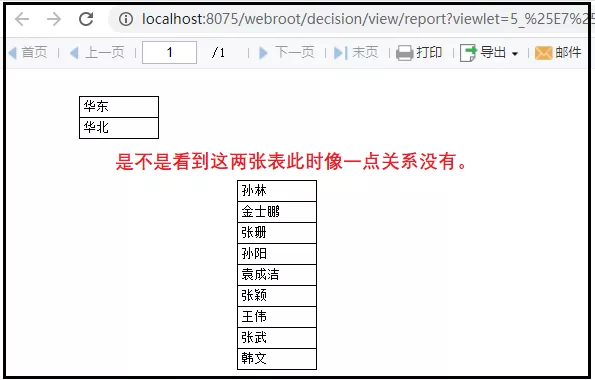 localhost:8075/webroot/decision/view/report?viewlet=5_%25E7%25
首页 上一页 1 /1 下一页 末页 打印 导出 邮件
华东
华北
是不是看到这两张表此时像一点关系没有。
孙林
金士鹏
张珊
孙阳
袁成洁
张颖
王伟
张武
韩文